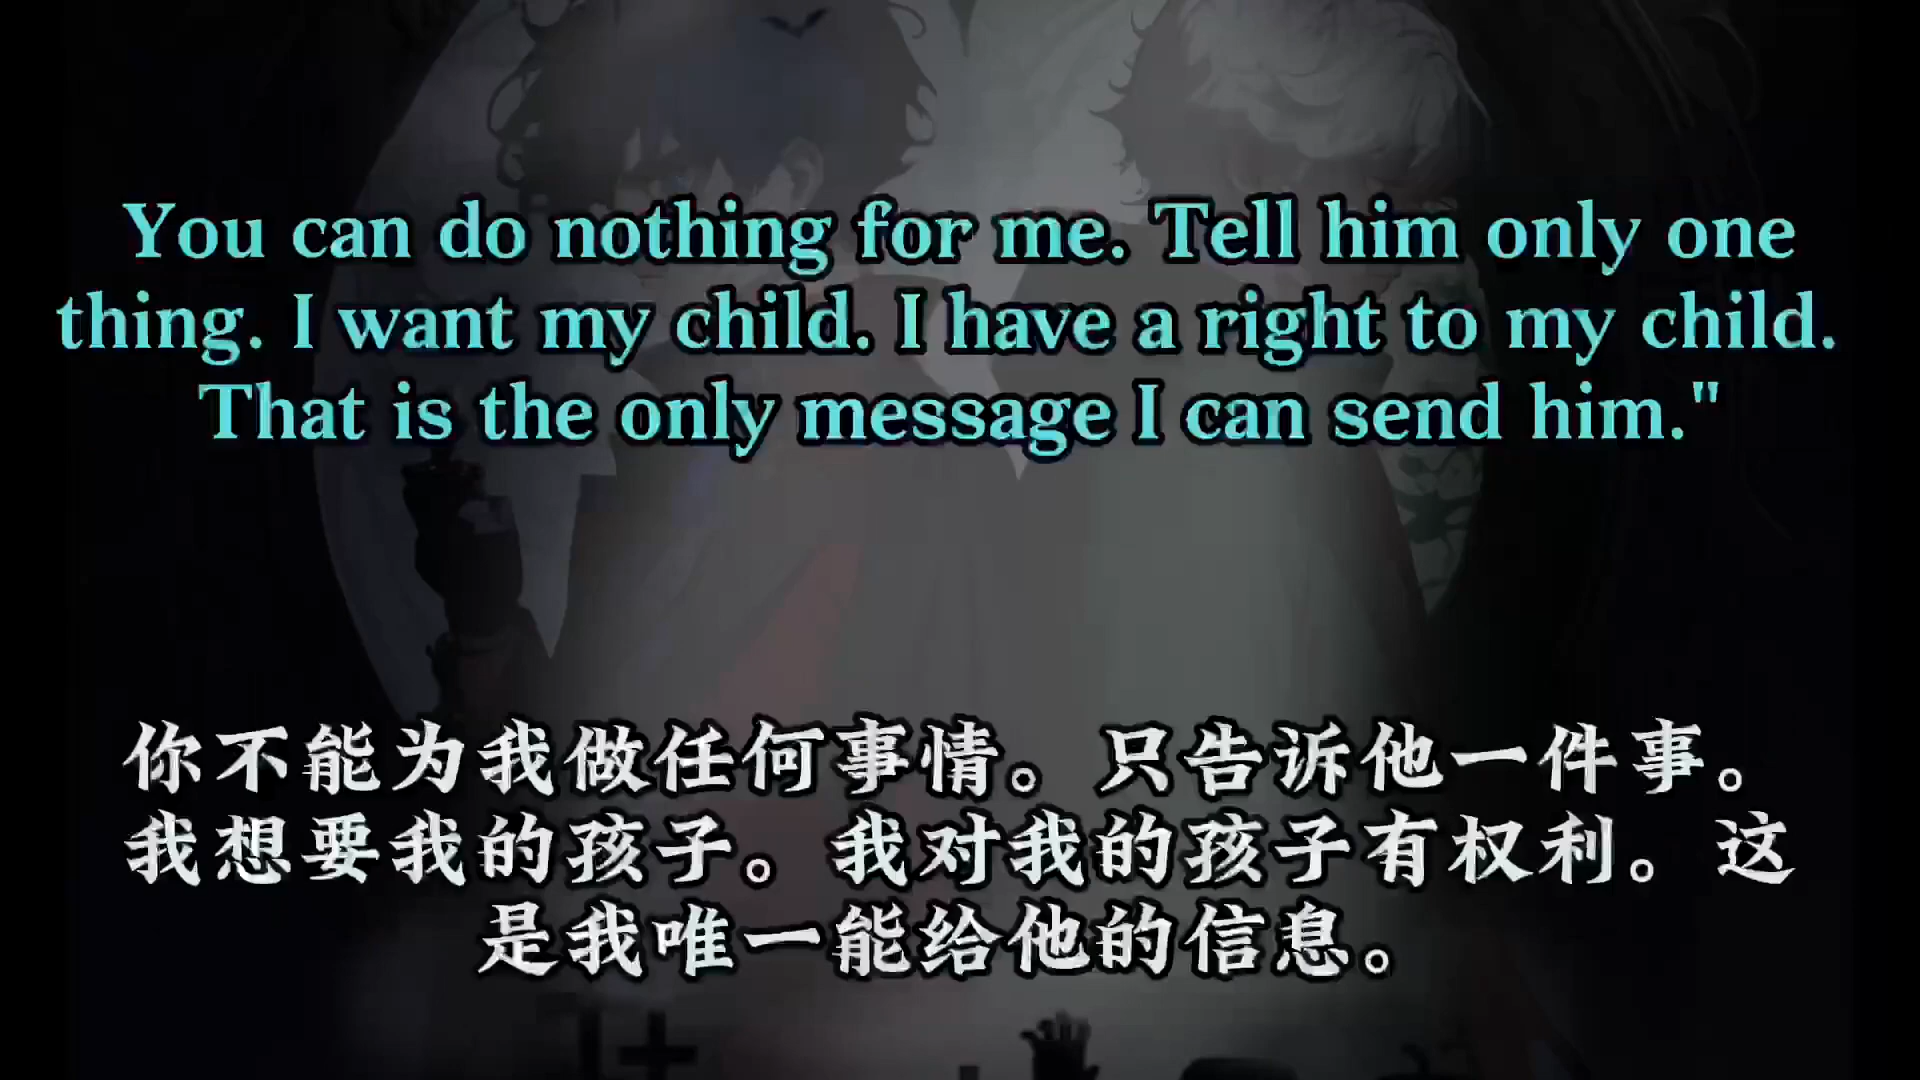 You can do nothing for me. Tell him only one
thing. I want my child. I have a right to my child.
That is the only message I can send him."
你不能为我做任何事情。只告诉他一件事。
我想要我的孩子。我对我的孩子有权利。这
是我唯一能给他的信息。